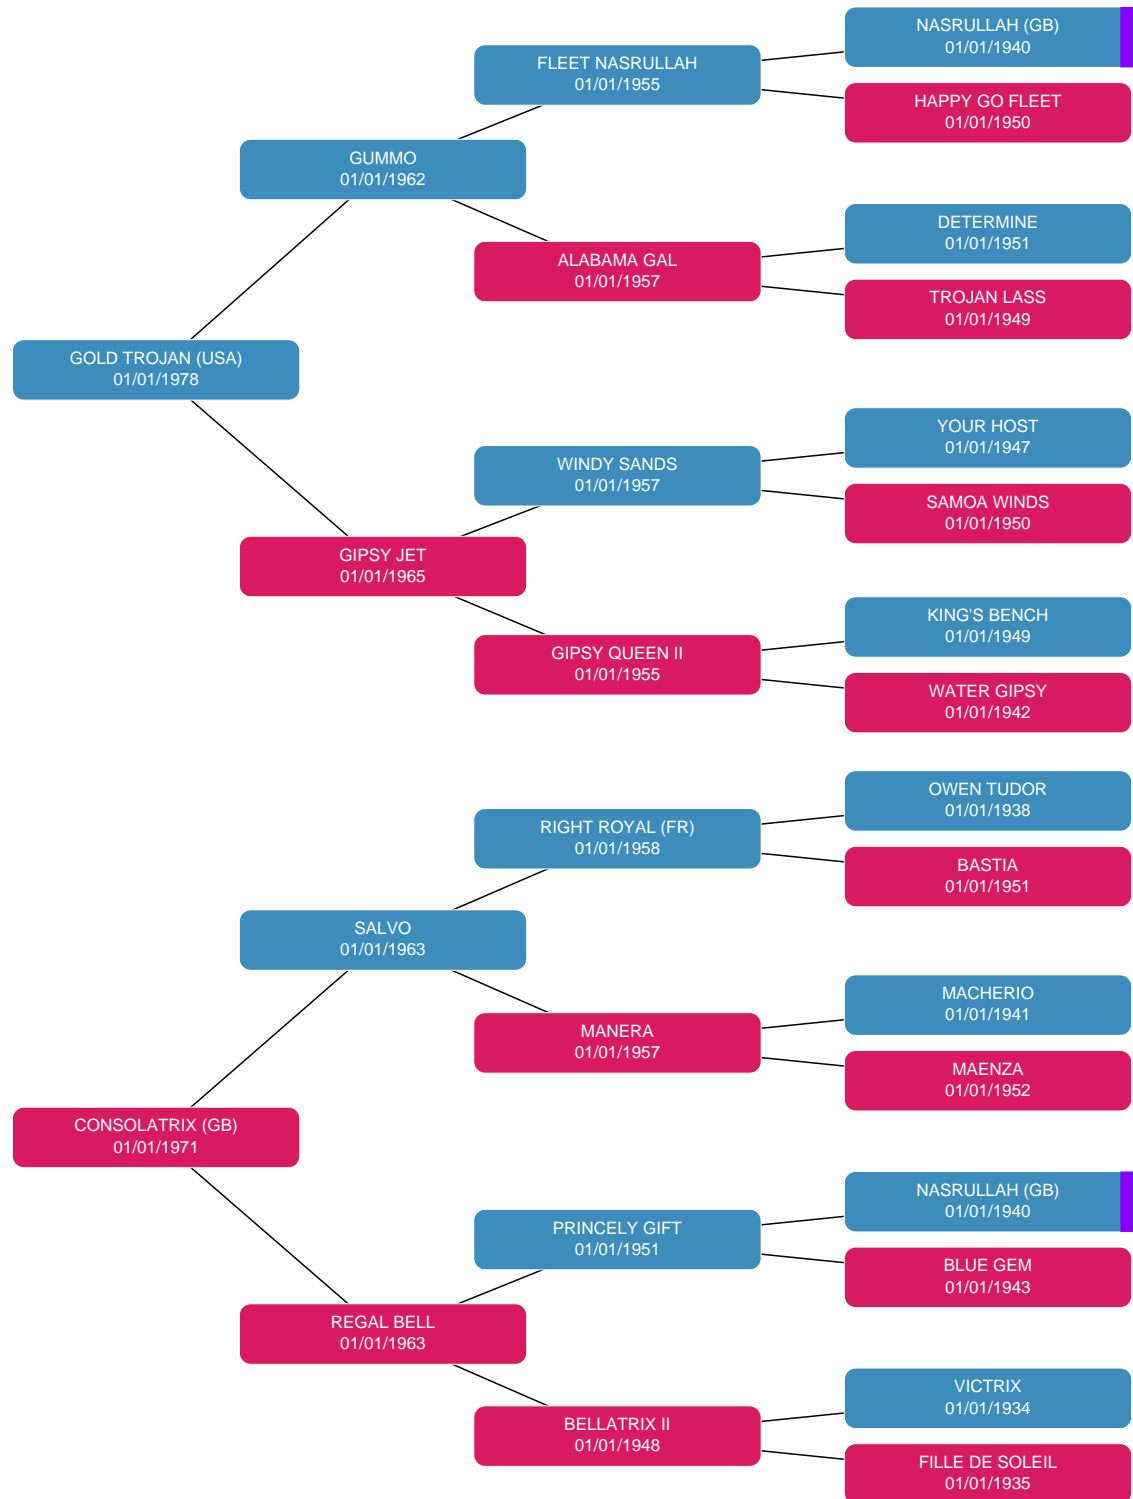 NASRULLAH (GB)
01/01/1940
FLEET NASRULLAH
01/01/1955
HAPPY GO FLEET
01/01/1950
GUMMO
01/01/1962
DETERMINE
01/01/1951
ALABAMA GAL
01/01/1957
TROJAN LASS
01/01/1949
GOLD TROJAN (USA)
01/01/1978
YOUR HOST
01/01/1947
WINDY SANDS
01/01/1957
SAMOA WINDS
01/01/1950
GIPSY JET
01/01/1965
KING'S BENCH
01/01/1949
GIPSY QUEEN II
01/01/1955
WATER GIPSY
01/01/1942
OWEN TUDOR
01/01/1938
RIGHT ROYAL (FR)
01/01/1958
BASTIA
01/01/1951
SALVO
01/01/1963
MACHERIO
01/01/1941
MANERA
01/01/1957
MAENZA
01/01/1952
CONSOLATRIX (GB)
01/01/1971
NASRULLAH (GB)
01/01/1940
PRINCELY GIFT
01/01/1951
BLUE GEM
01/01/1943
REGAL BELL
01/01/1963
VICTRIX
01/01/1934
BELLATRIX II
01/01/1948
FILLE DE SOLEIL
01/01/1935